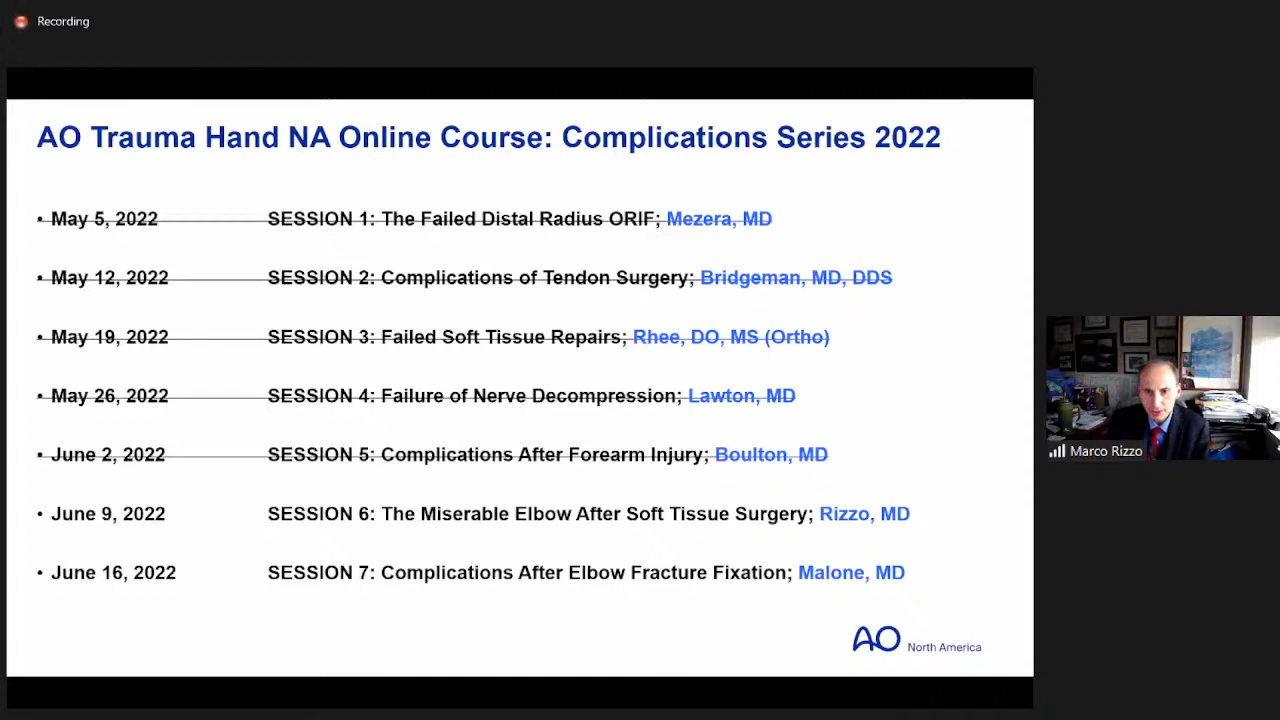 Recording
AO Trauma Hand NA Online Course: Complications Series 2022
• May 5, 2022 SESSION 1: The Failed Distal Radius ORIF; Mezera, MD
• May 12, 2022 SESSION 2: Complications of Tendon Surgery; Bridgeman, MD, DDS
• May 19, 2022 SESSION 3: Failed Soft Tissue Repairs; Rhee, DO, MS (Ortho)
• May 26, 2022 SESSION 4: Failure of Nerve Decompression; Lawton, MD
• June 2, 2022 SESSION 5: Complications After Forearm Injury; Boulton, MD
• June 9, 2022 SESSION 6: The Miserable Elbow After Soft Tissue Surgery; Rizzo, MD
• June 16, 2022 SESSION 7: Complications After Elbow Fracture Fixation; Malone, MD
AO North America
Marco Rizzo